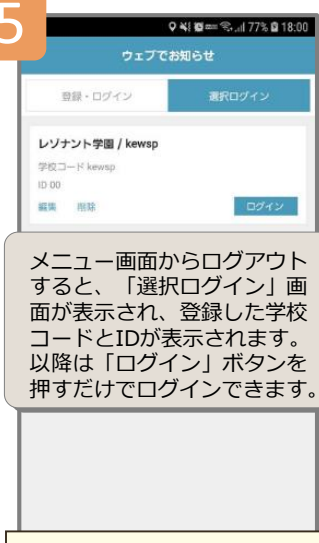 5
77% 18:00
ウェブでお知らせ
登録・ログイン
選択ログイン
レゾナント学園 / kewsp
学校コード kewsp
ID 00
編集 削除
ログイン
メニュー画面からログアウト
すると、「選択ログイン」画
面が表示され、登録した学校
コードとIDが表示されます。
以降は「ログイン」ボタンを
押すだけでログインできます。